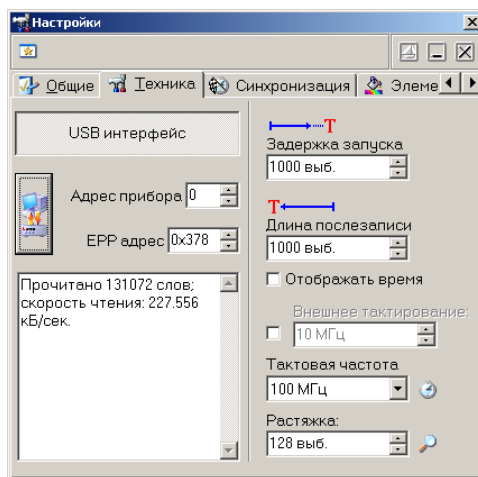 Настройки
Общие
Техника
Синхронизация
Элеме
USB интерфейс
Адрес прибора 0
EPP адрес 0x378
Прочитано 131072 слов;
скорость чтения: 227.556
кБ/сек.
T
Задержка запуска
1000 выб.
T
Длина послезаписи
1000 выб.
Отображать время
Внешнее тактирование:
10 МГц
Тактовая частота
100 МГц
Растяжка:
128 выб.